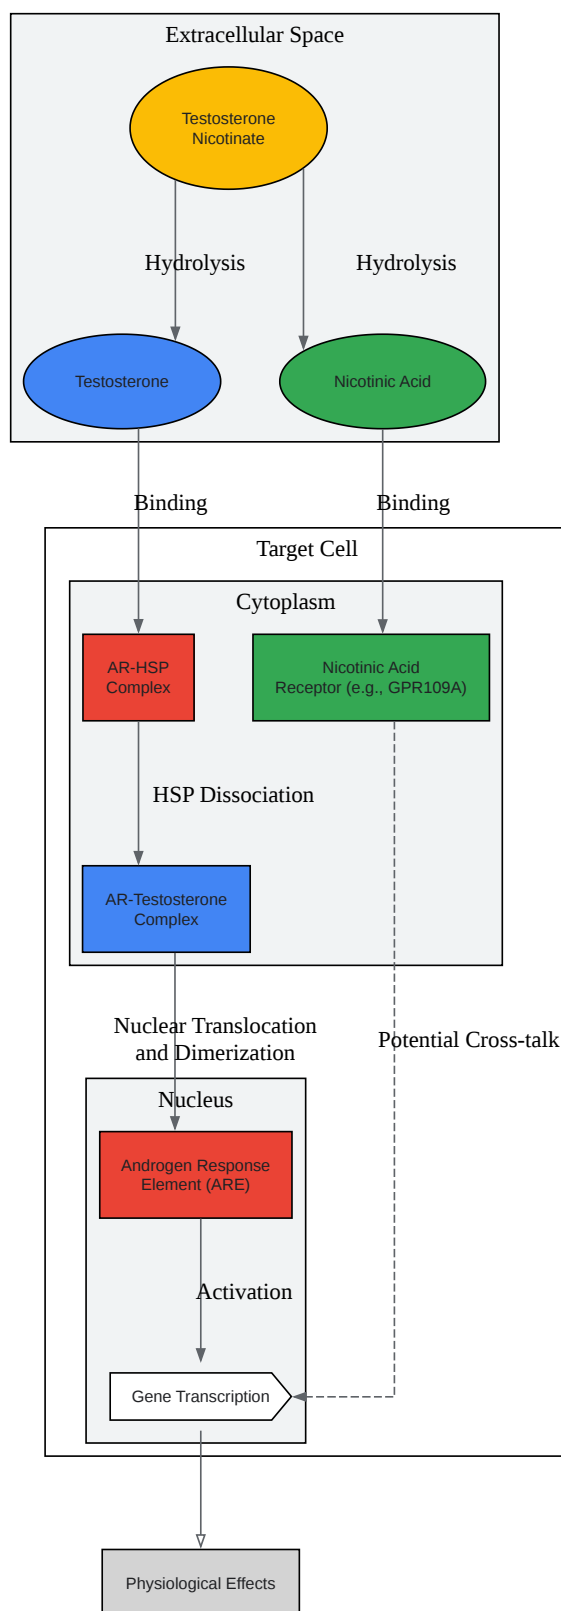 Extracellular Space
Testosterone
Nicotinate
Hydrolysis
Hydrolysis
Testosterone
Nicotinic Acid
Binding
Binding
Target Cell
Cytoplasm
AR-HSP
Complex
Nicotinic Acid
Receptor (e.g., GPR109A)
HSP Dissociation
AR-Testosterone
Complex
Nuclear Translocation
and Dimerization
Potential Cross-talk
Nucleus
Androgen Response
Element (ARE)
Activation
Gene Transcription
Physiological Effects